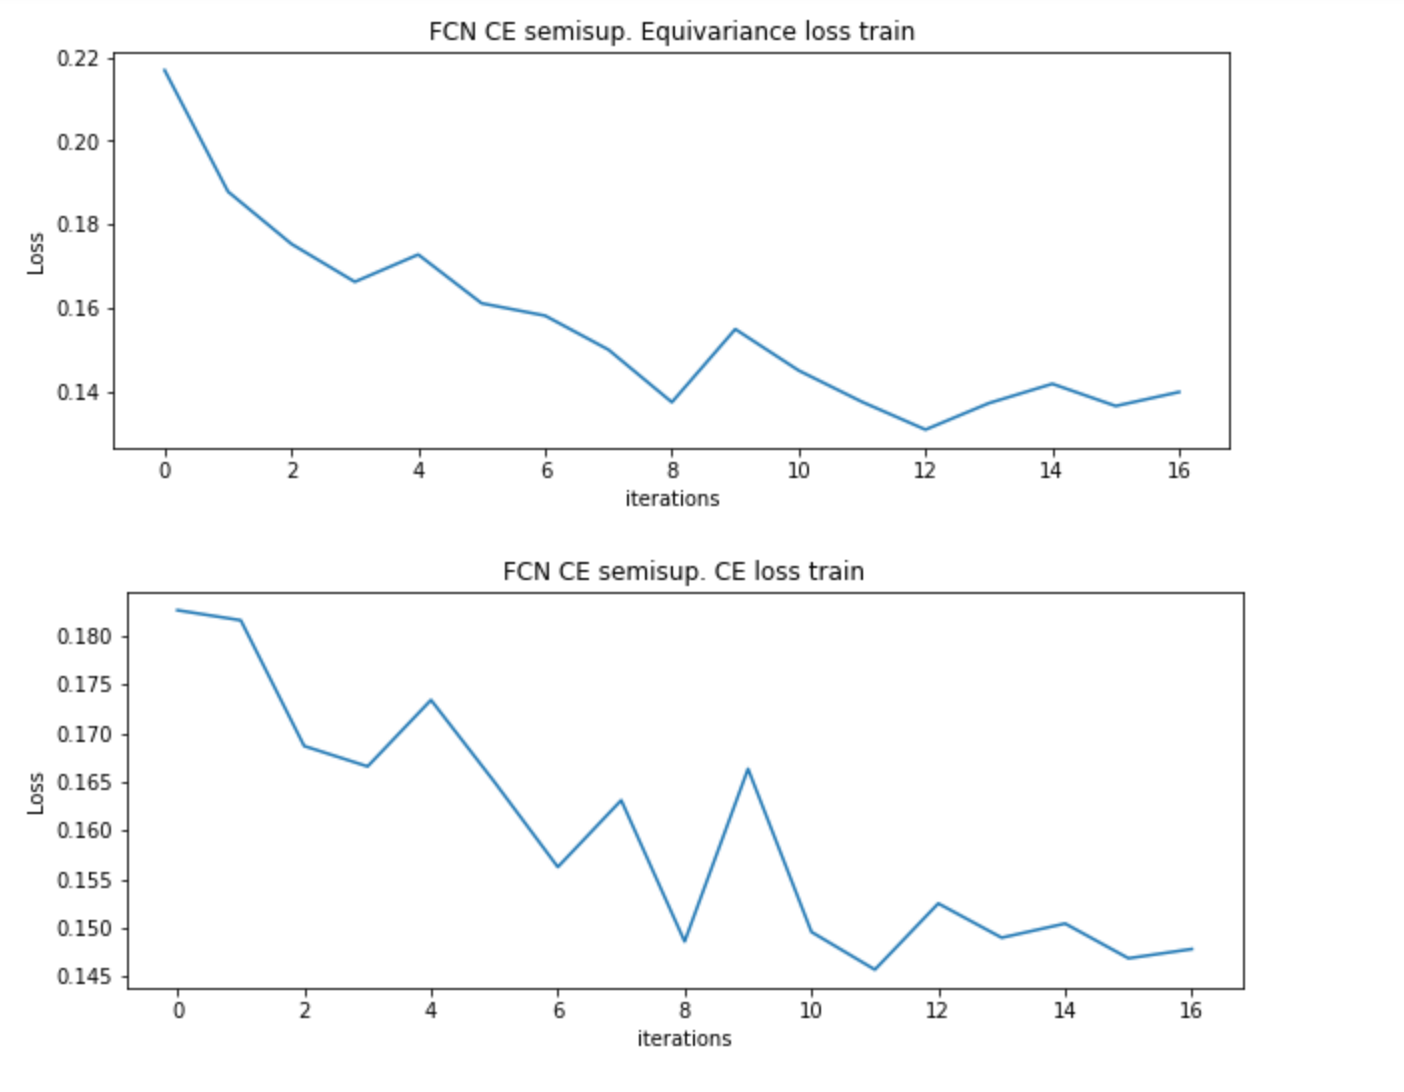 FCN CE semisup. Equivariance loss train
0.22
0.20
0.18
0.16
0.14
Loss
0 2 4 6 8 10 12 14 16
iterations
FCN CE semisup. CE loss train
0.180
0.175
0.170
0.165
0.160
0.155
0.150
0.145
Loss
0 2 4 6 8 10 12 14 16
iterations